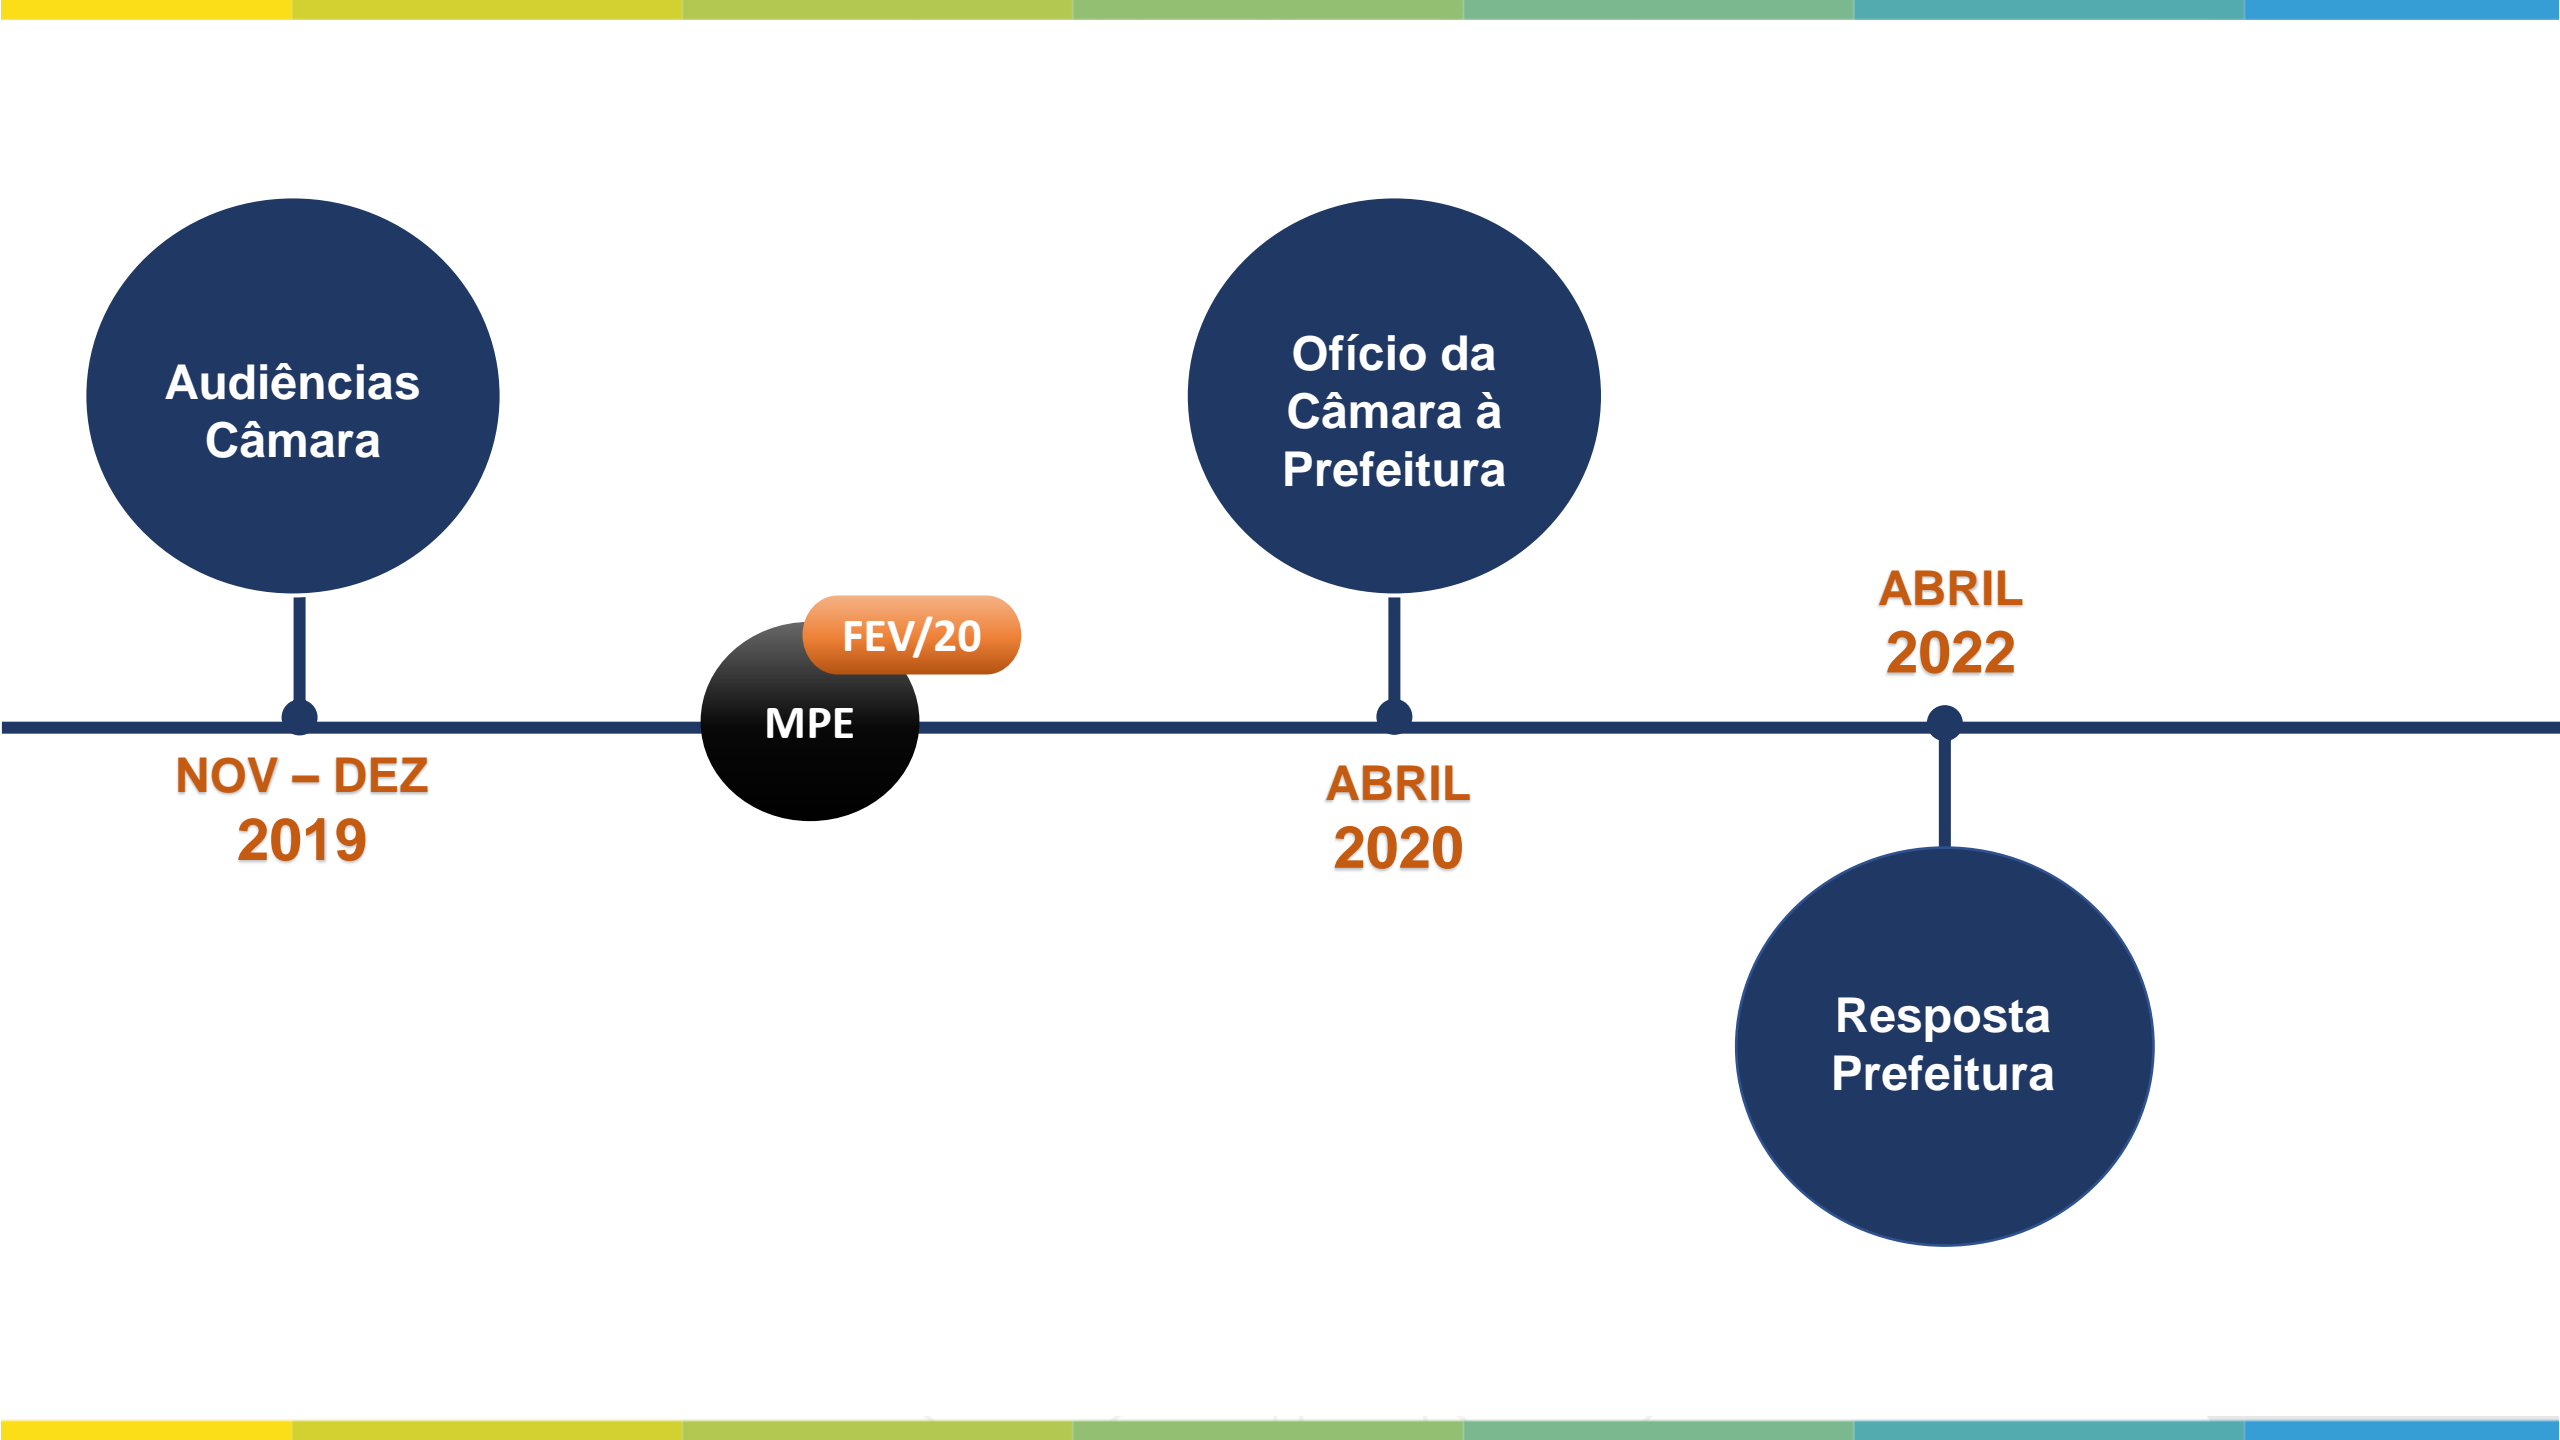 Audiências
Câmara
NOV – DEZ
2019
FEV/20
MPE
Ofício da
Câmara à
Prefeitura
ABRIL
2020
ABRIL
2022
Resposta
Prefeitura